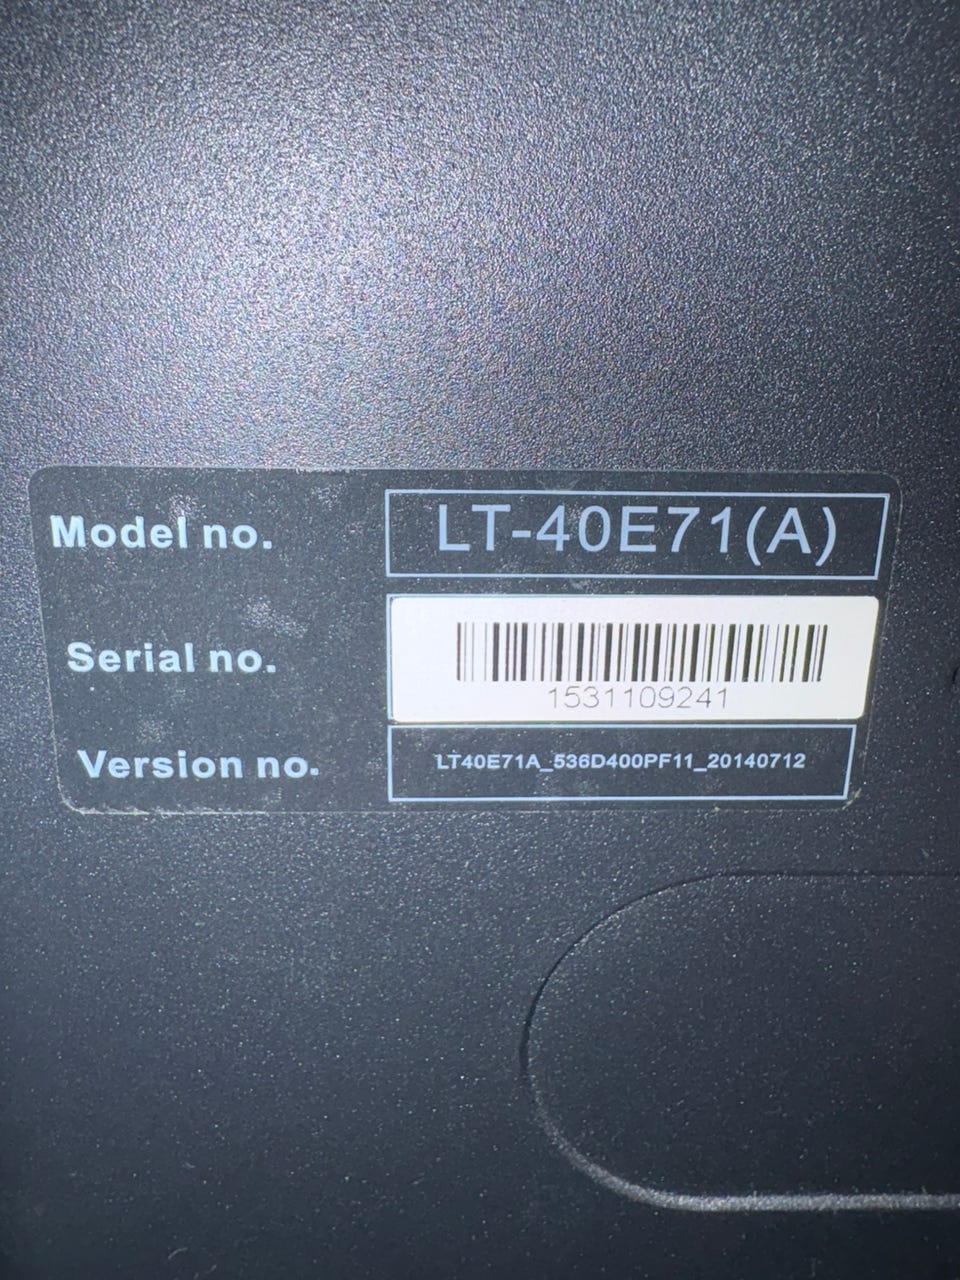 Model no. LT-40E71(A)
Serial no. 1531109241
Version no. LT40E71A_536D400PF11_20140712